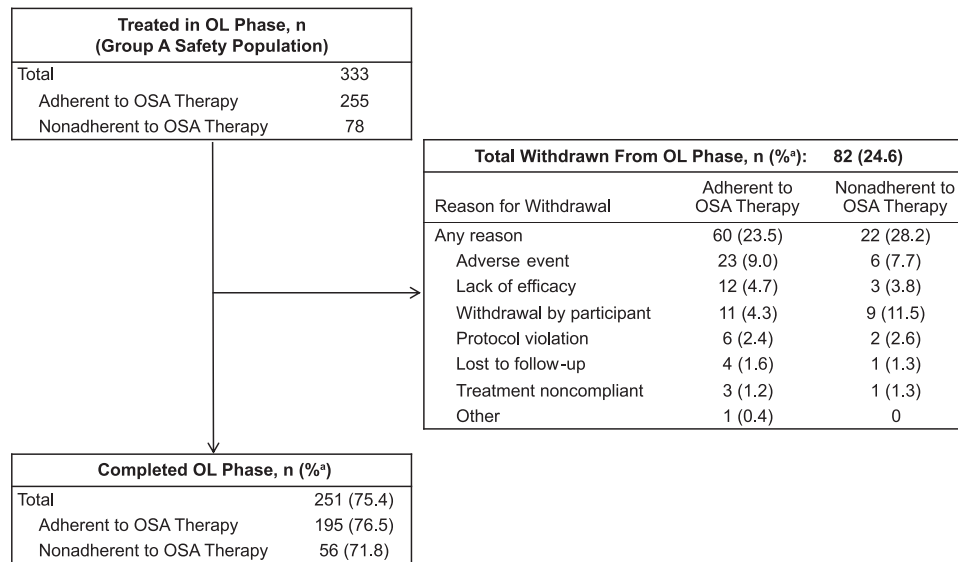 Treated in OL Phase, n
(Group A Safety Population)
Total 333
Adherent to OSA Therapy 255
Nonadherent to OSA Therapy 78
Total Withdrawn From OL Phase, n (%ᵃ): 82 (24.6)
Reason for Withdrawal Adherent to OSA Therapy Nonadherent to OSA Therapy
Any reason 60 (23.5) 22 (28.2)
Adverse event 23 (9.0) 6 (7.7)
Lack of efficacy 12 (4.7) 3 (3.8)
Withdrawal by participant 11 (4.3) 9 (11.5)
Protocol violation 6 (2.4) 2 (2.6)
Lost to follow-up 4 (1.6) 1 (1.3)
Treatment noncompliant 3 (1.2) 1 (1.3)
Other 1 (0.4) 0
Completed OL Phase, n (%ᵃ)
Total 251 (75.4)
Adherent to OSA Therapy 195 (76.5)
Nonadherent to OSA Therapy 56 (71.8)